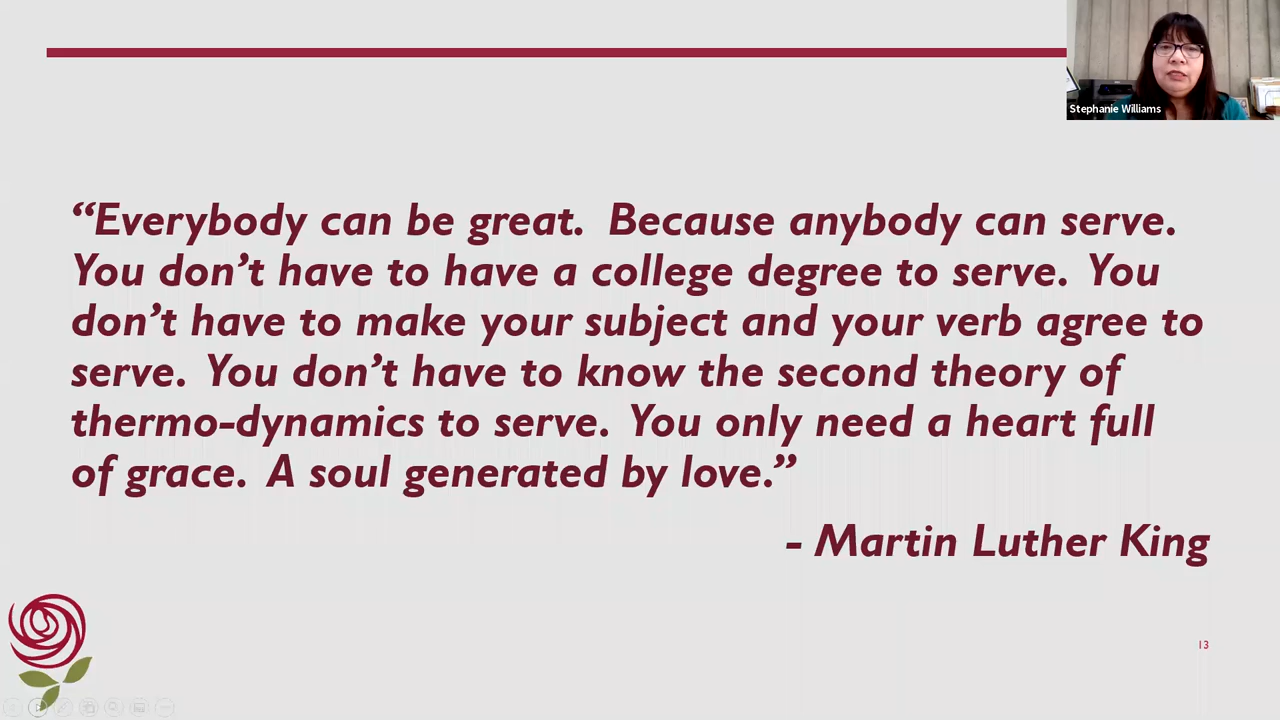 Stephanie Williams
“Everybody can be great. Because anybody can serve.
You don’t have to have a college degree to serve. You
don’t have to make your subject and your verb agree to
serve. You don’t have to know the second theory of
thermo-dynamics to serve. You only need a heart full
of grace. A soul generated by love.”
- Martin Luther King
13